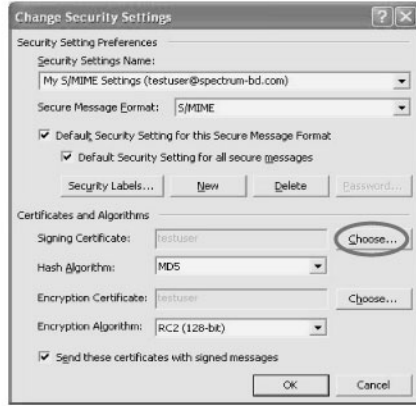 Change Security Settings
Security Setting Preferences
Security Settings Name:
My S/MIME Settings (testuser@spectrum-bd.com)
Secure Message Format: S/MIME
Default Security Setting for this Secure Message Format
Default Security Setting for all secure messages
Security Labels... New Delete Password...
Certificates and Algorithms
Signing Certificate: testuser Choose...
Hash Algorithm: MD5
Encryption Certificate: testuser Choose...
Encryption Algorithm: RC2 (128-bit)
Send these certificates with signed messages
OK Cancel